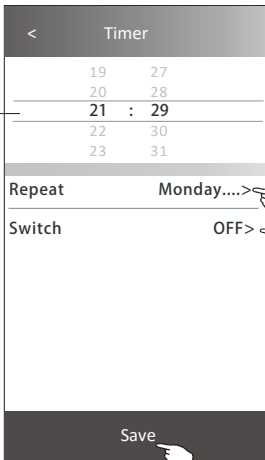 < Timer
19 27
20 28
21 : 29
22 30
23 31
Repeat Monday....>
Switch OFF>
Save